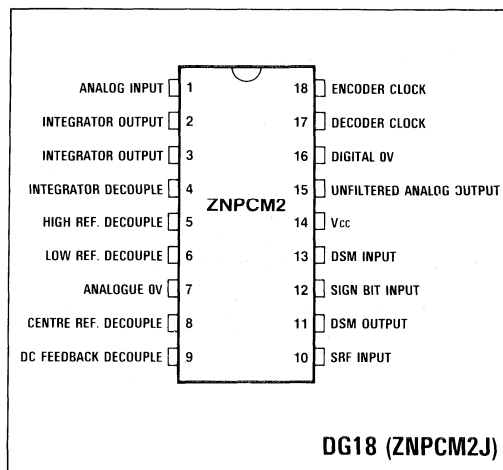 ANALOG INPUT 1 18 ENCODER CLOCK
INTEGRATOR OUTPUT 2 17 DECODER CLOCK
INTEGRATOR OUTPUT 3 16 DIGITAL 0V
INTEGRATOR DECOUPLE 4 15 UNFILTERED ANALOG OUTPUT
ZNPCM2
HIGH REF. DECOUPLE 5 14 Vcc
LOW REF. DECOUPLE 6 13 DSM INPUT
ANALOGUE 0V 7 12 SIGN BIT INPUT
CENTRE REF. DECOUPLE 8 11 DSM OUTPUT
DC FEEDBACK DECOUPLE 9 10 SRF INPUT
DG18 (ZNPCM2J)